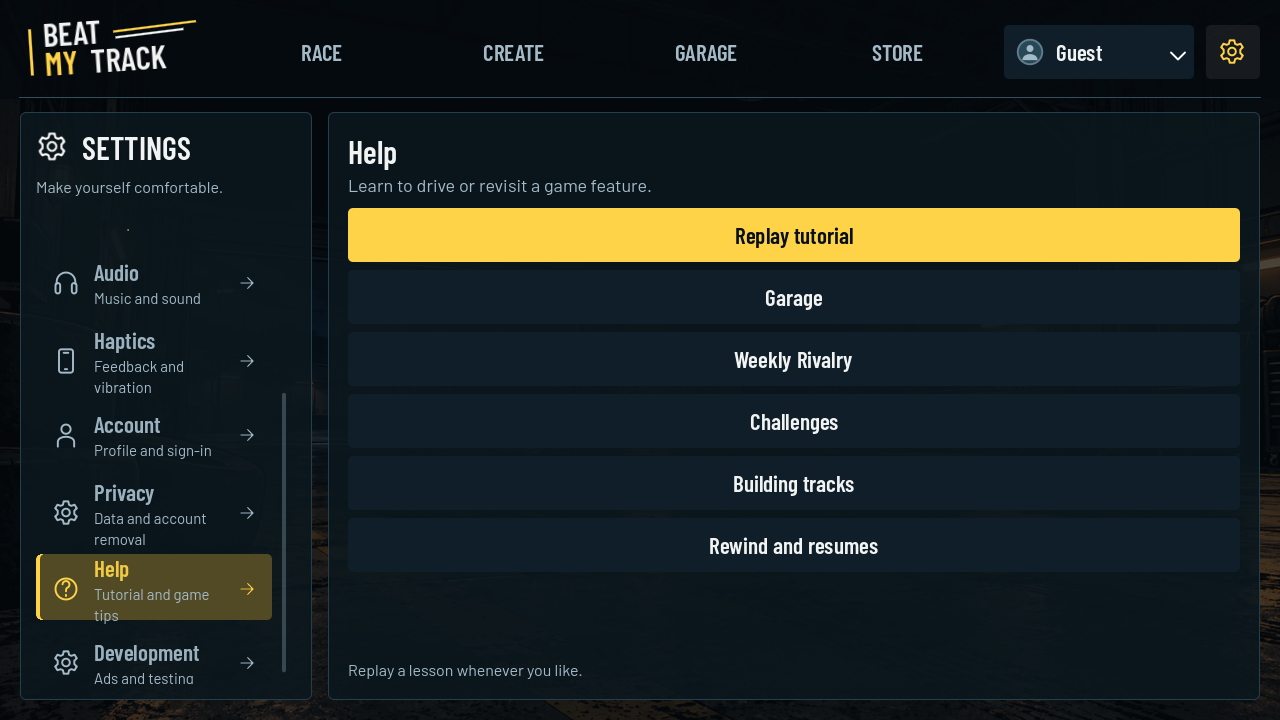 BEAT
MY TRACK
RACE
CREATE
GARAGE
STORE
Guest
SETTINGS
Make yourself comfortable.
Audio
Music and sound
Haptics
Feedback and
vibration
Account
Profile and sign-in
Privacy
Data and account
removal
Help
Tutorial and game
tips
Development
Ads and testing
Help
Learn to drive or revisit a game feature.
Replay tutorial
Garage
Weekly Rivalry
Challenges
Building tracks
Rewind and resumes
Replay a lesson whenever you like.